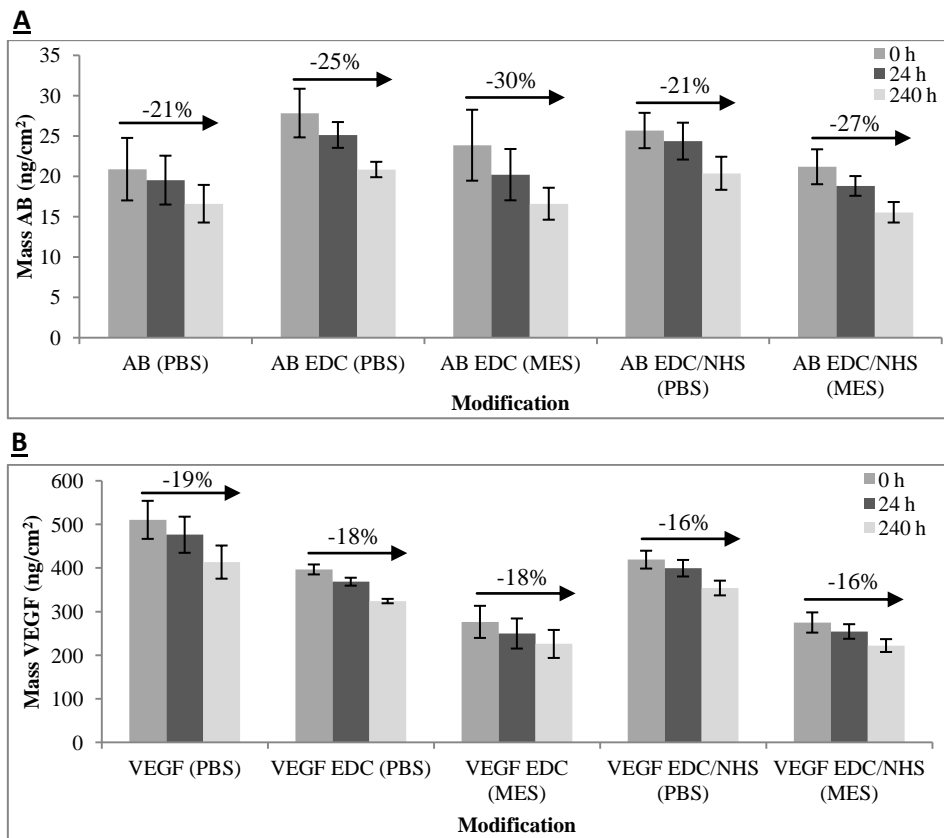 A
35
30
25
20
15
10
5
0
Mass AB (ng/cm²)
-21%
-25%
-30%
-21%
-27%
0 h
24 h
240 h
AB (PBS)
AB EDC (PBS)
AB EDC (MES)
AB EDC/NHS
(PBS)
AB EDC/NHS
(MES)
Modification
B
600
500
400
300
200
100
0
Mass VEGF (ng/cm²)
-19%
-18%
-18%
-16%
-16%
0 h
24 h
240 h
VEGF (PBS)
VEGF EDC (PBS)
VEGF EDC
(MES)
VEGF EDC/NHS
(PBS)
VEGF EDC/NHS
(MES)
Modification